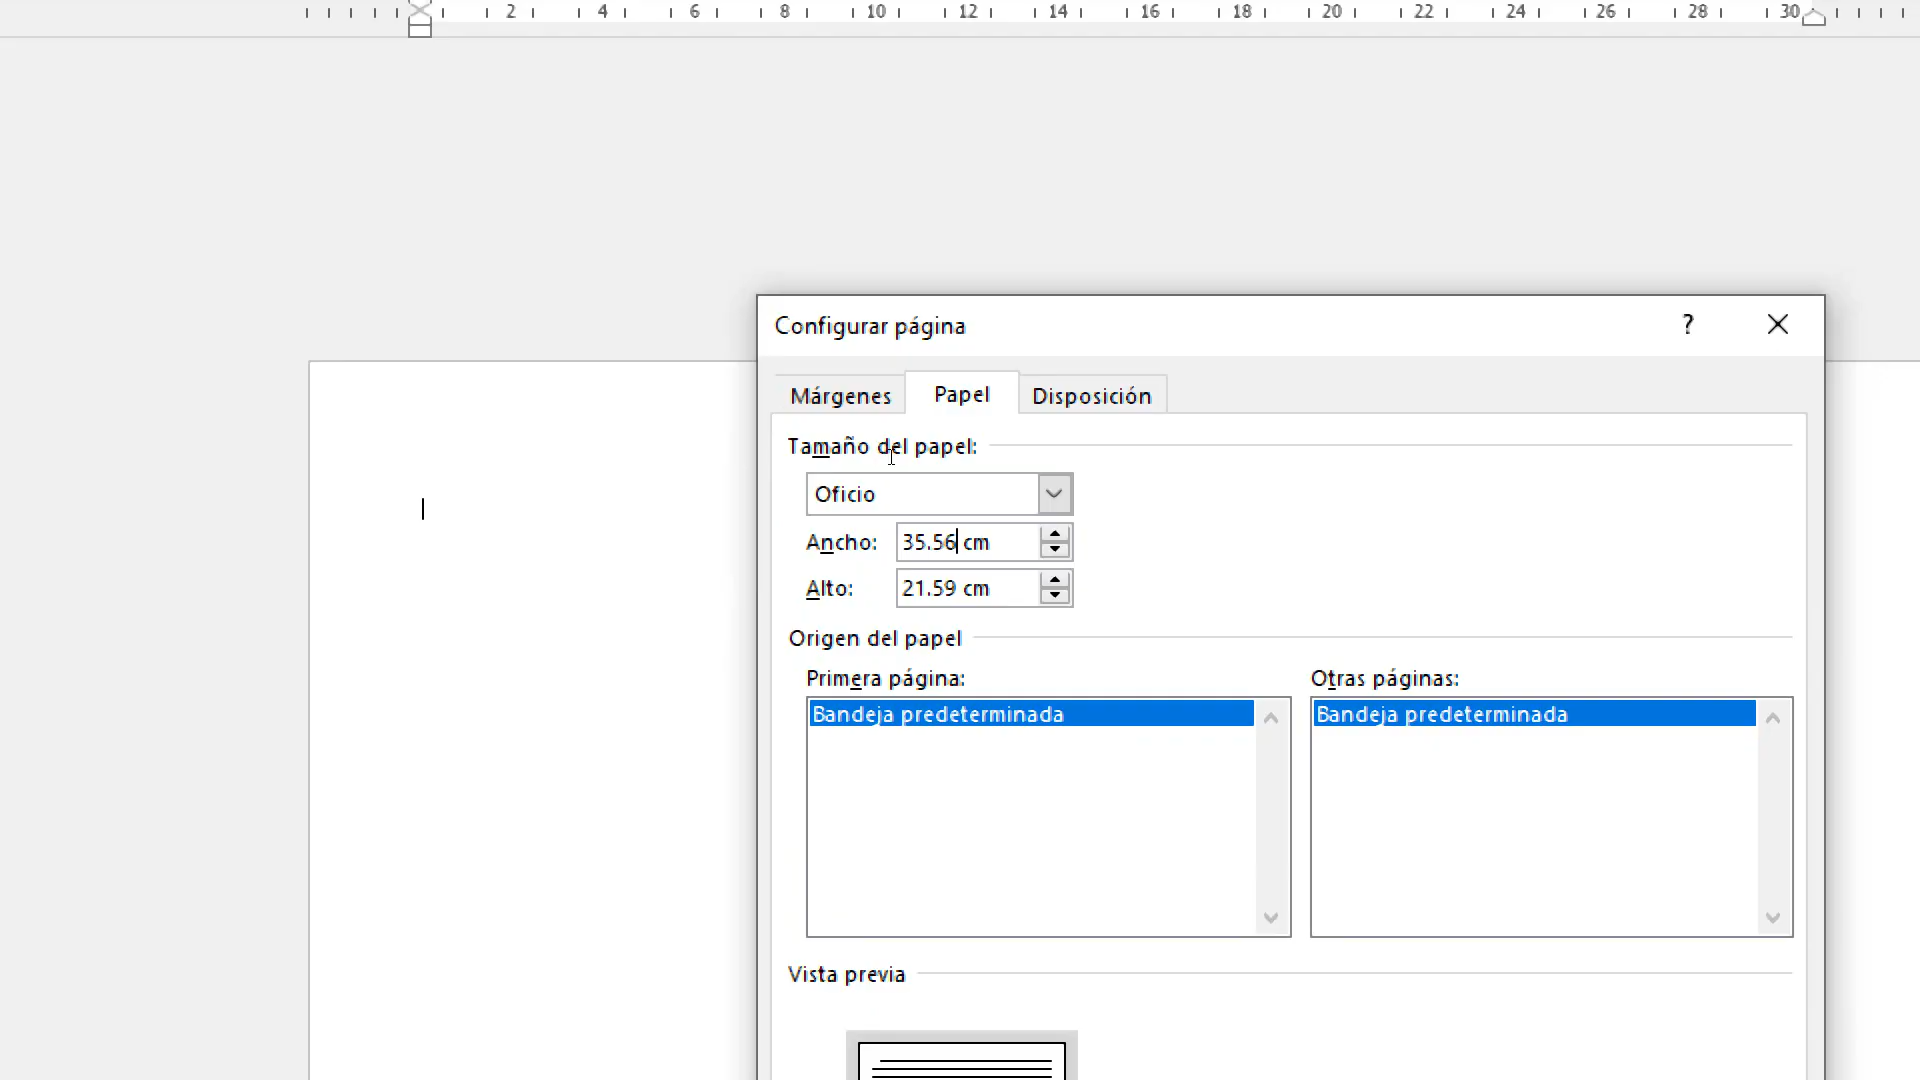 2 4 6 8 10 12 14 16 18 20 22 24 26 28 30
Configurar página ?
Márgenes Papel Disposición
Tamaño del papel:
Oficio
Ancho: 35.56 cm
Alto: 21.59 cm
Origen del papel
Primera página: Otras páginas:
Bandeja predeterminada Bandeja predeterminada
Vista previa